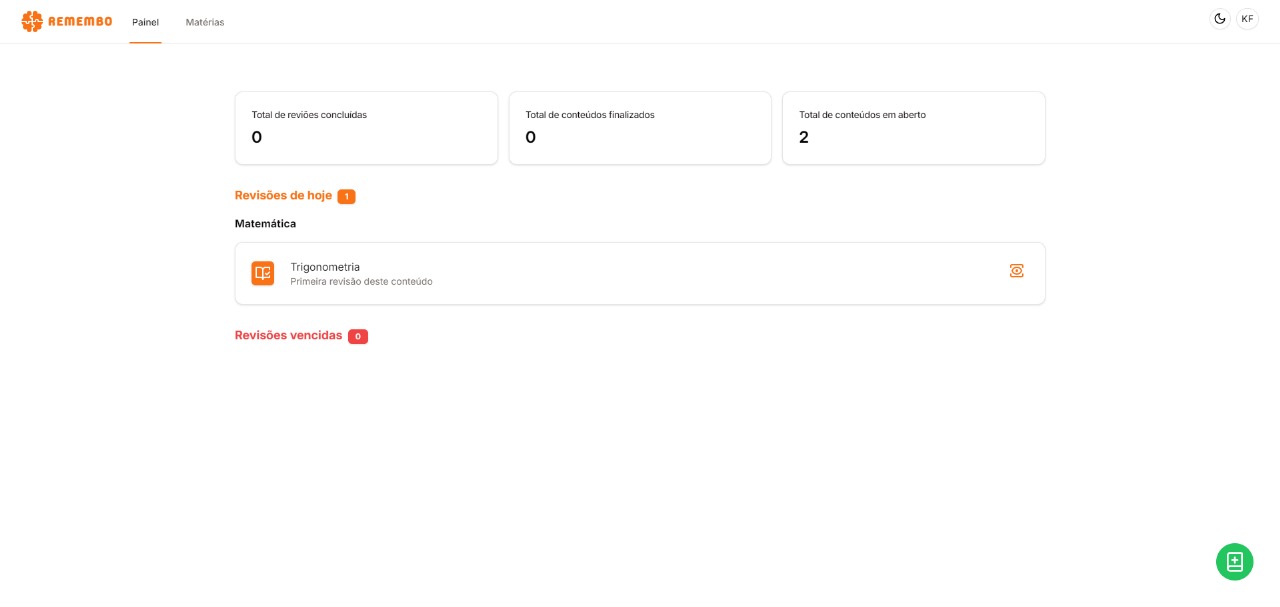 REMEMBO Painel Matérias KF
Total de reviões concluídas
0
Total de conteúdos finalizados
0
Total de conteúdos em aberto
2
Revisões de hoje 1
Matemática
Trigonometria
Primeira revisão deste conteúdo
Revisões vencidas 0